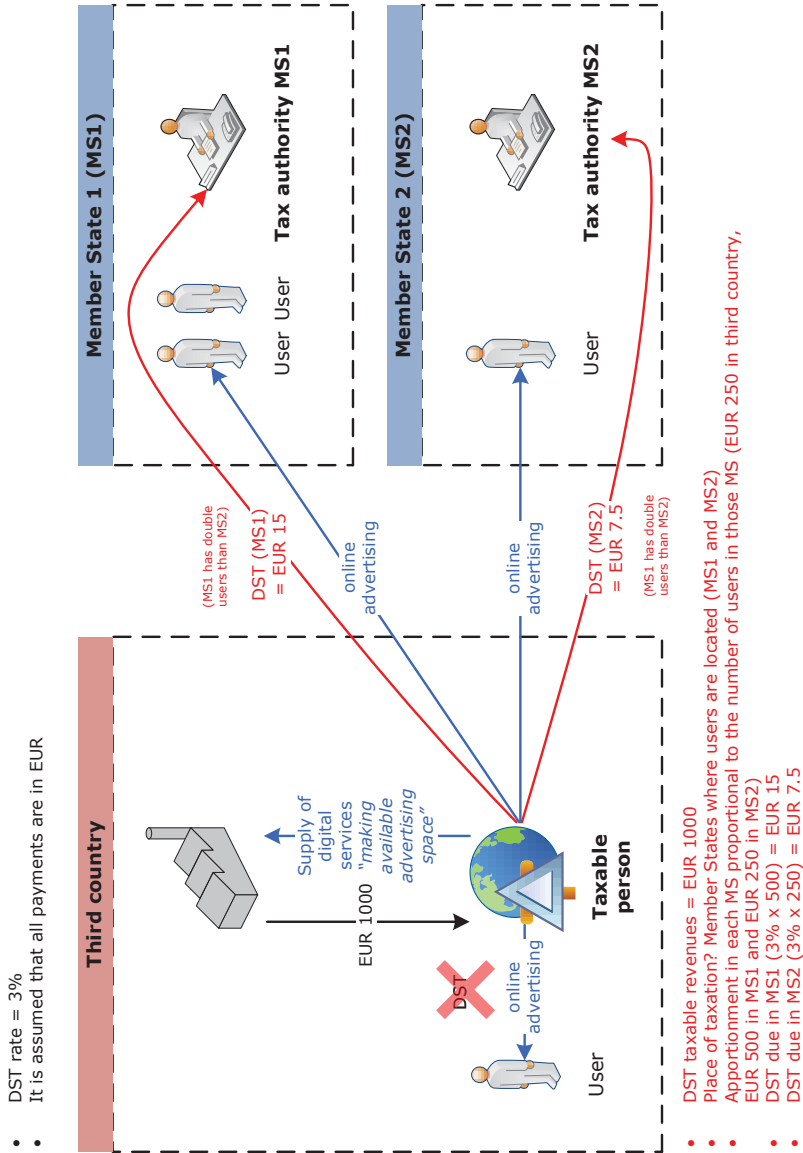 • DST rate = 3%
• It is assumed that all payments are in EUR
Third country
EUR 1000
Supply of
digital
services
“making
available
advertising
space”
DST
online
advertising
User
Taxable
person
(MS1 has double
users than MS2)
DST (MS1)
= EUR 15
online
advertising
online
advertising
DST (MS2)
= EUR 7.5
(MS1 has double
users than MS2)
Member State 1 (MS1)
User User
Tax authority MS1
Member State 2 (MS2)
User
Tax authority MS2
• DST taxable revenues = EUR 1000
• Place of taxation? Member States where users are located (MS1 and MS2)
• Apportionment in each MS proportional to the number of users in those MS (EUR 250 in third country,
EUR 500 in MS1 and EUR 250 in MS2)
• DST due in MS1 (3% x 500) = EUR 15
• DST due in MS2 (3% x 250) = EUR 7.5